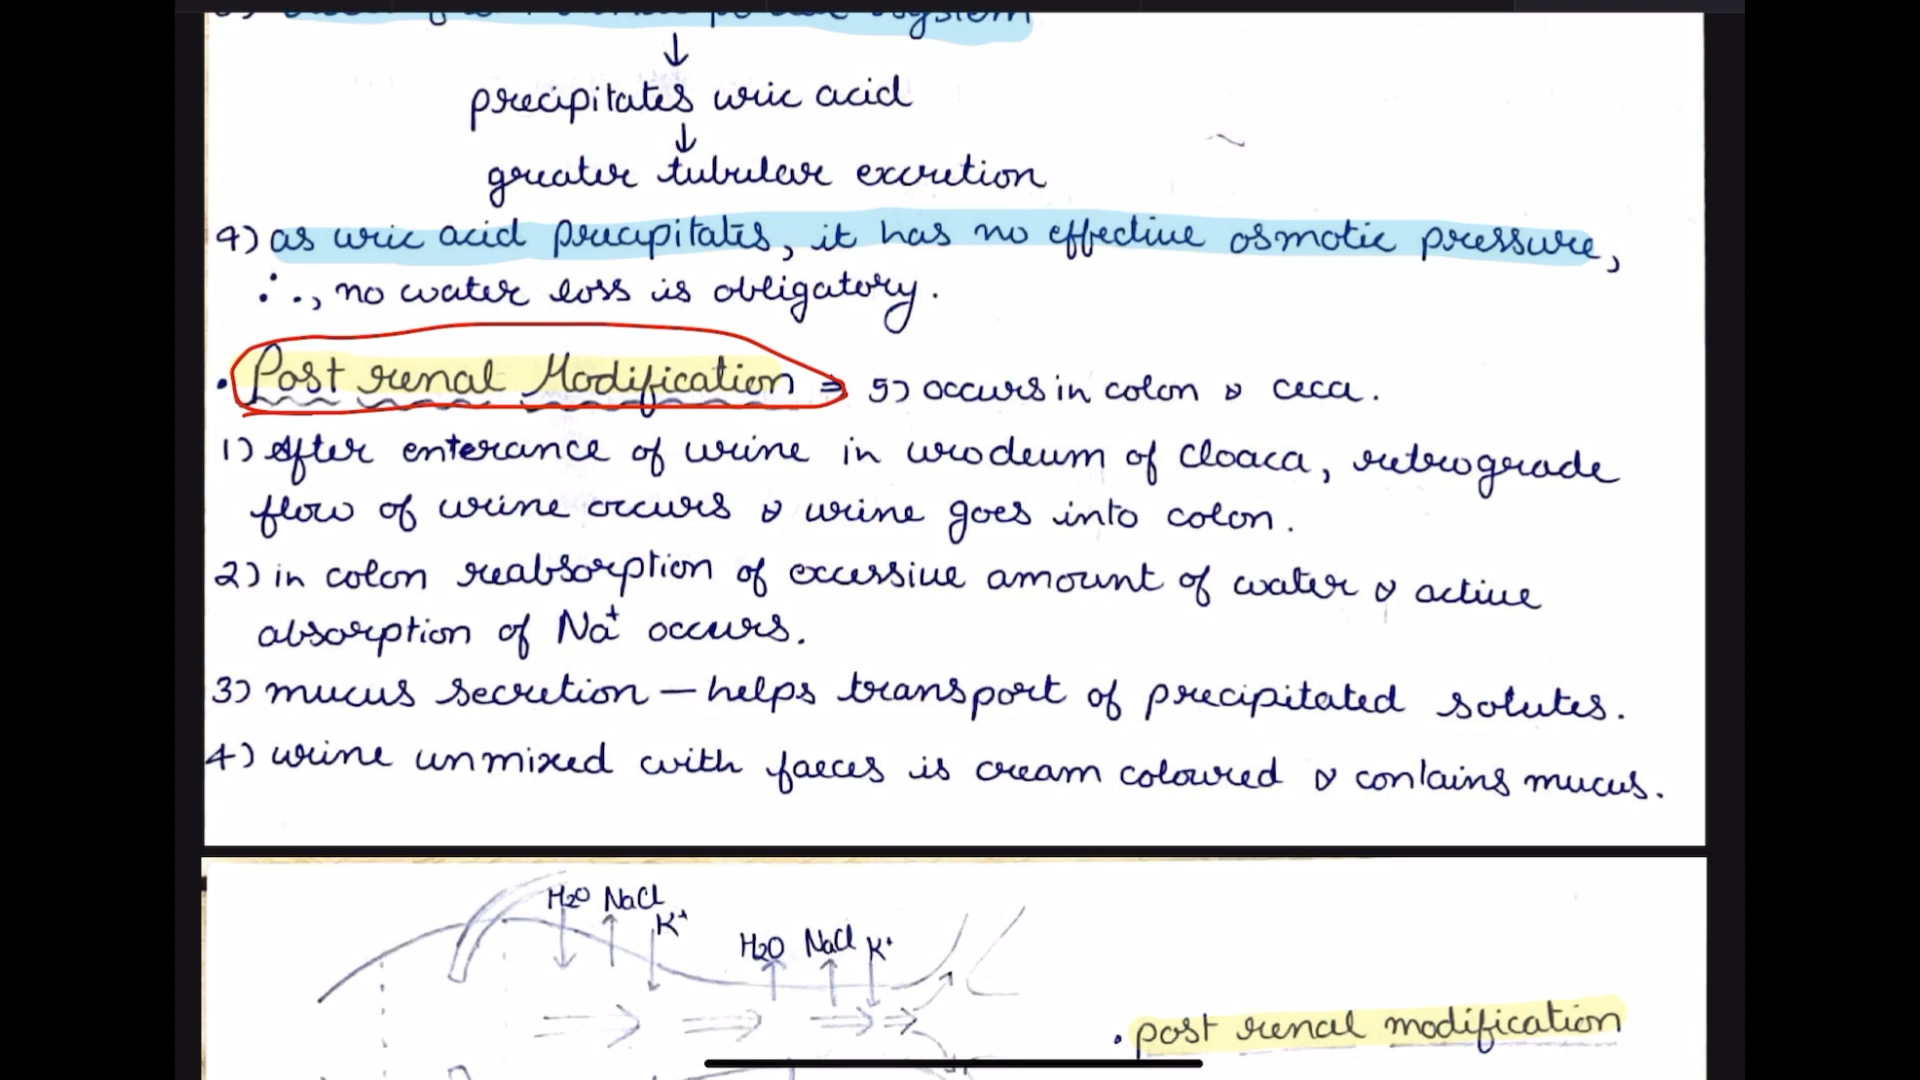 system
↓
precipitates uric acid
↓
greater tubular excretion
4) as uric acid precipitates, it has no effective osmotic pressure,
∴, no water loss is obligatory.
• Post renal Modification ⇒ 5) occurs in colon & ceca.
1) After enterance of urine in urodeum of cloaca, retrograde
flow of urine occurs & urine goes into colon.
2) in colon reabsorption of excessive amount of water & active
absorption of Na⁺ occurs.
3) mucus secretion – helps transport of precipitated solutes.
4) urine unmixed with faeces is cream coloured & contains mucus.
H₂O NaCl
K⁺
H₂O NaCl K⁺
• post renal modification